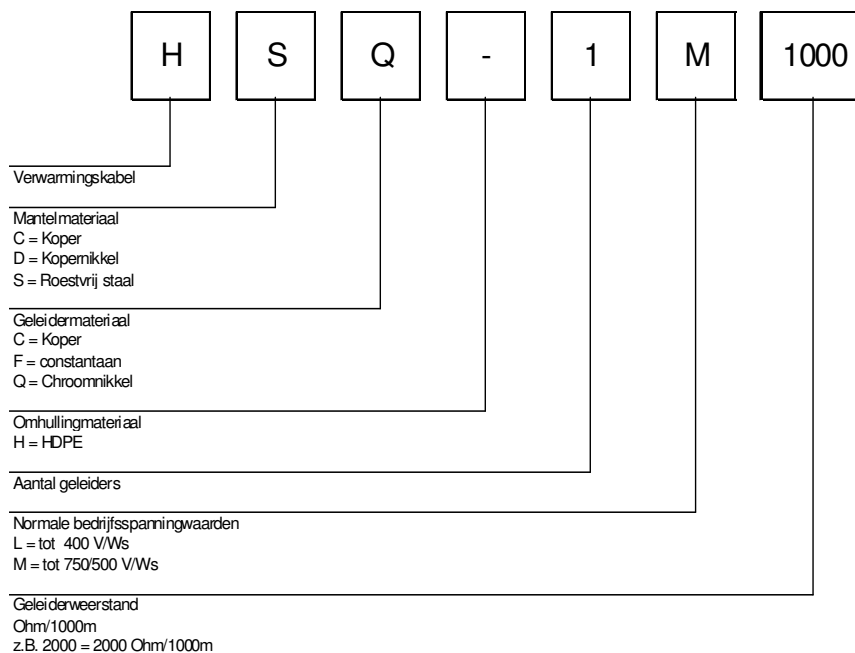 H S Q - 1 M 1000
Verwarmingskabel
Mantelmateriaal
C = Koper
D = Kopernikkel
S = Roestvrij staal
Geleidermateriaal
C = Koper
F = constantaan
Q = Chroomnikkel
Omhullingmateriaal
H = HDPE
Aantal geleiders
Normale bedrijfsspanningwaarden
L = tot 400 V/Ws
M = tot 750/500 V/Ws
Geleiderweerstand
Ohm/1000m
z.B. 2000 = 2000 Ohm/1000m